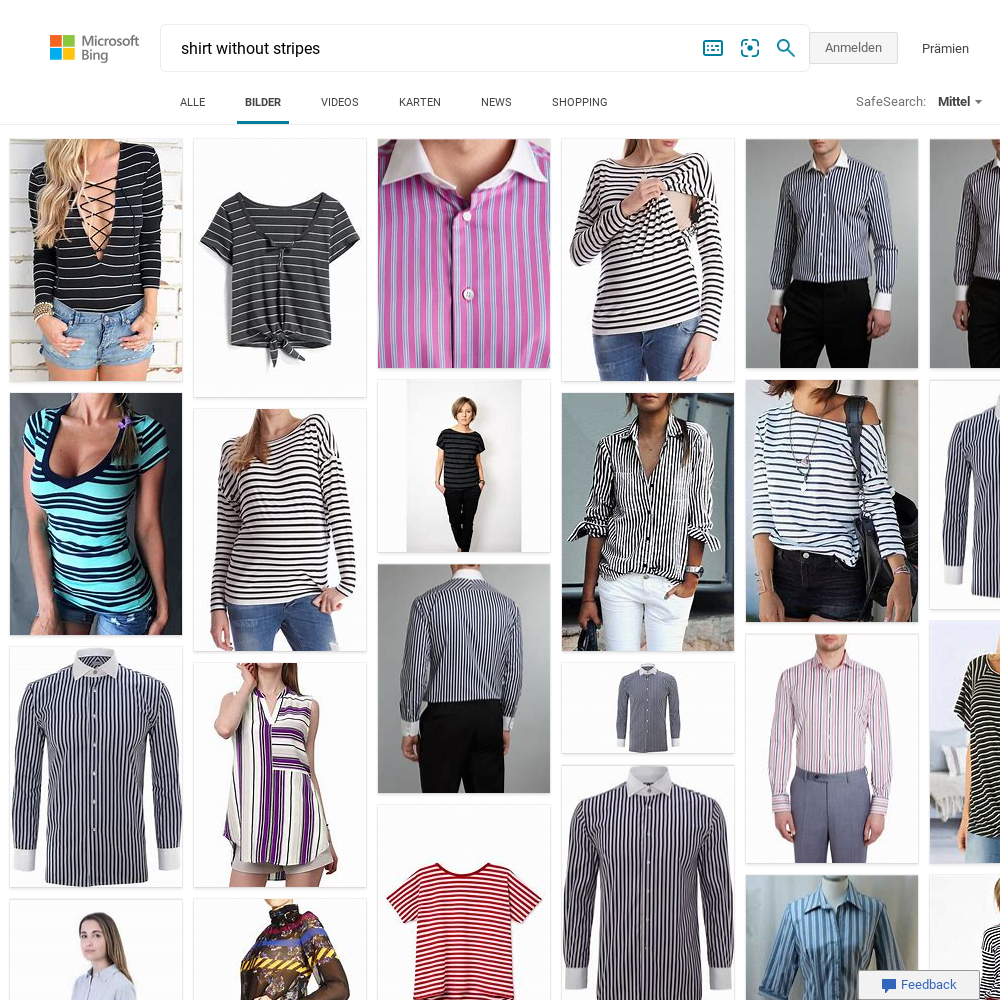 Microsoft
Bing
shirt without stripes
Anmelden
Prämien
ALLE
BILDER
VIDEOS
KARTEN
NEWS
SHOPPING
SafeSearch: Mittel
Feedback